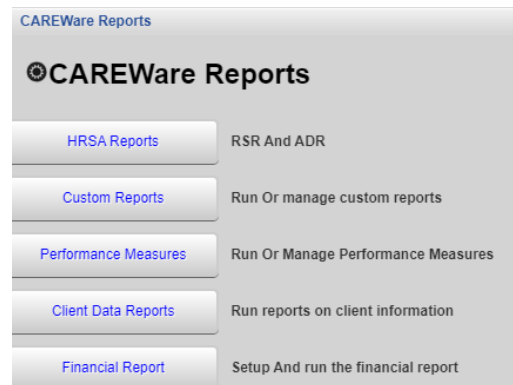 CAREWare Reports
CAREWare Reports
HRSA Reports RSR And ADR
Custom Reports Run Or manage custom reports
Performance Measures Run Or Manage Performance Measures
Client Data Reports Run reports on client information
Financial Report Setup And run the financial report